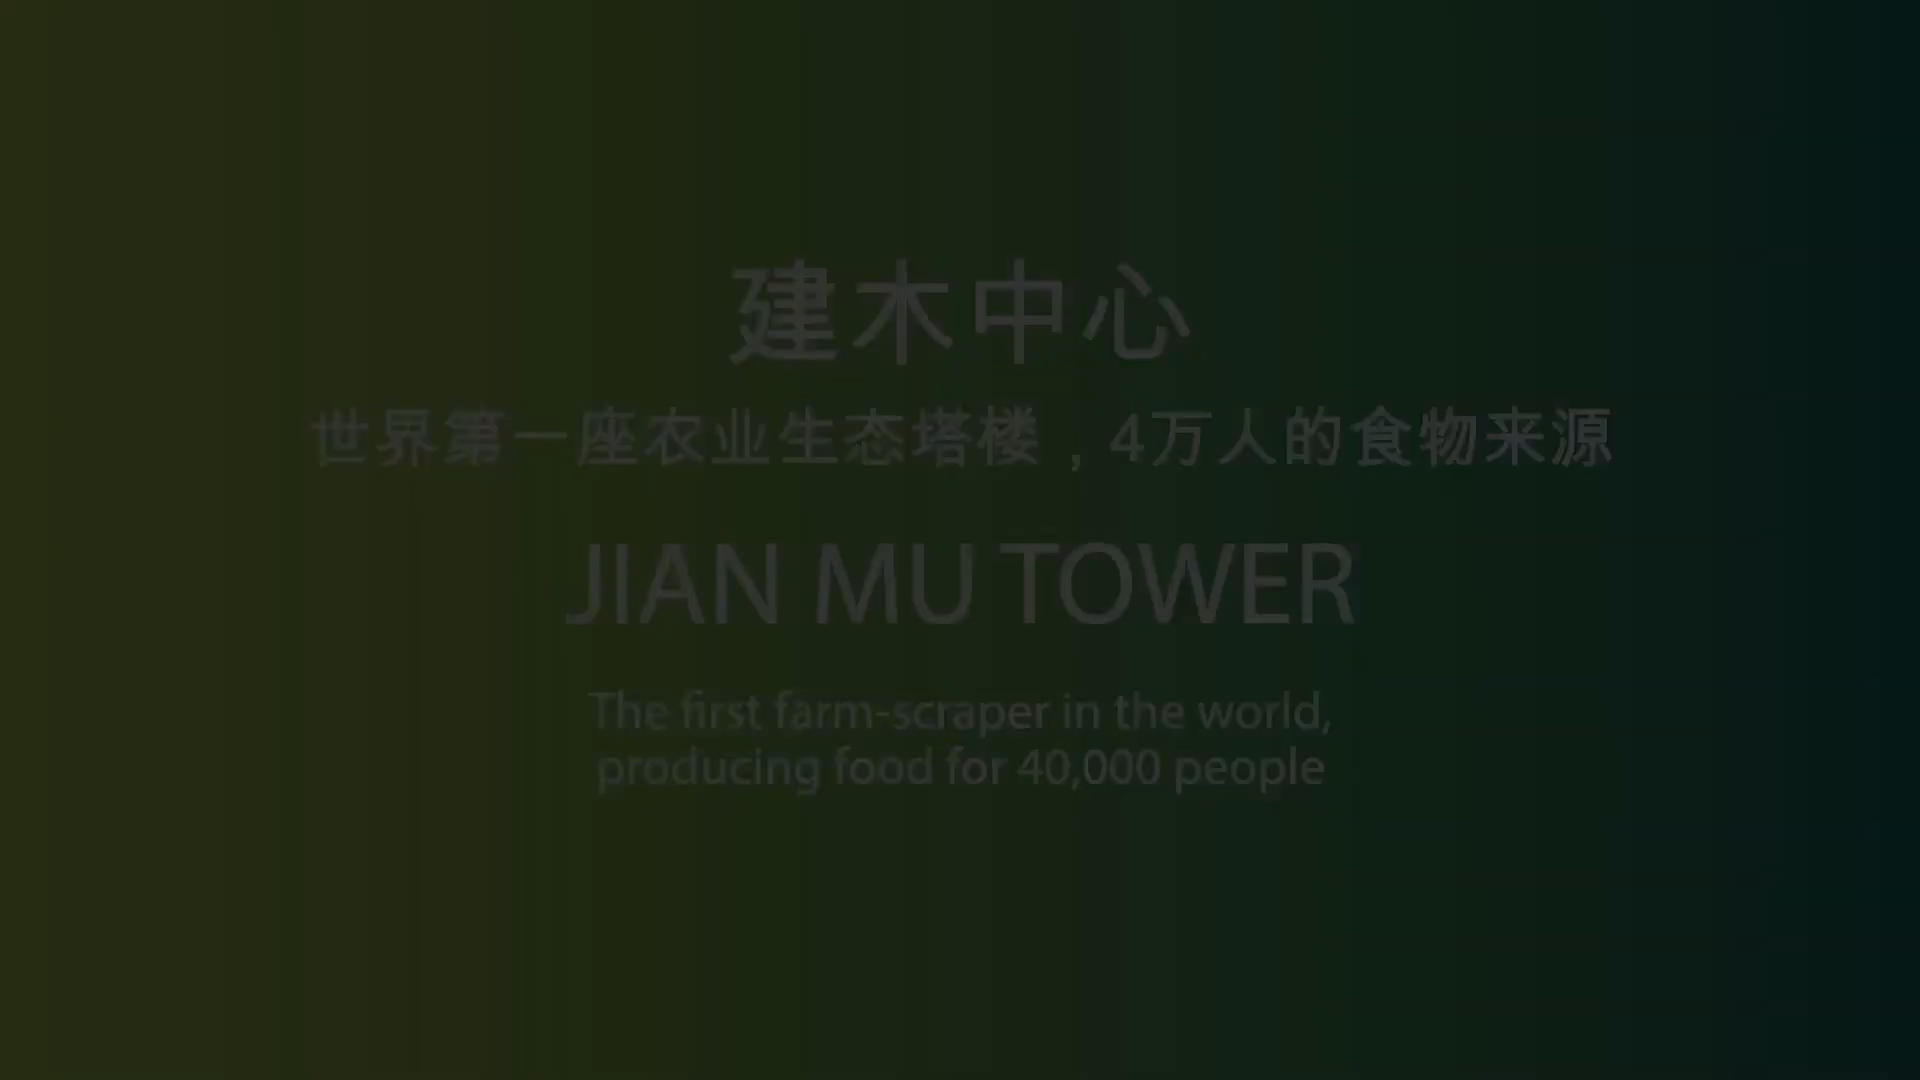 建木中心
世界第一座农业生态塔楼，4万人的食物来源
JIAN MU TOWER
The first farm-scraper in the world,
producing food for 40,000 people